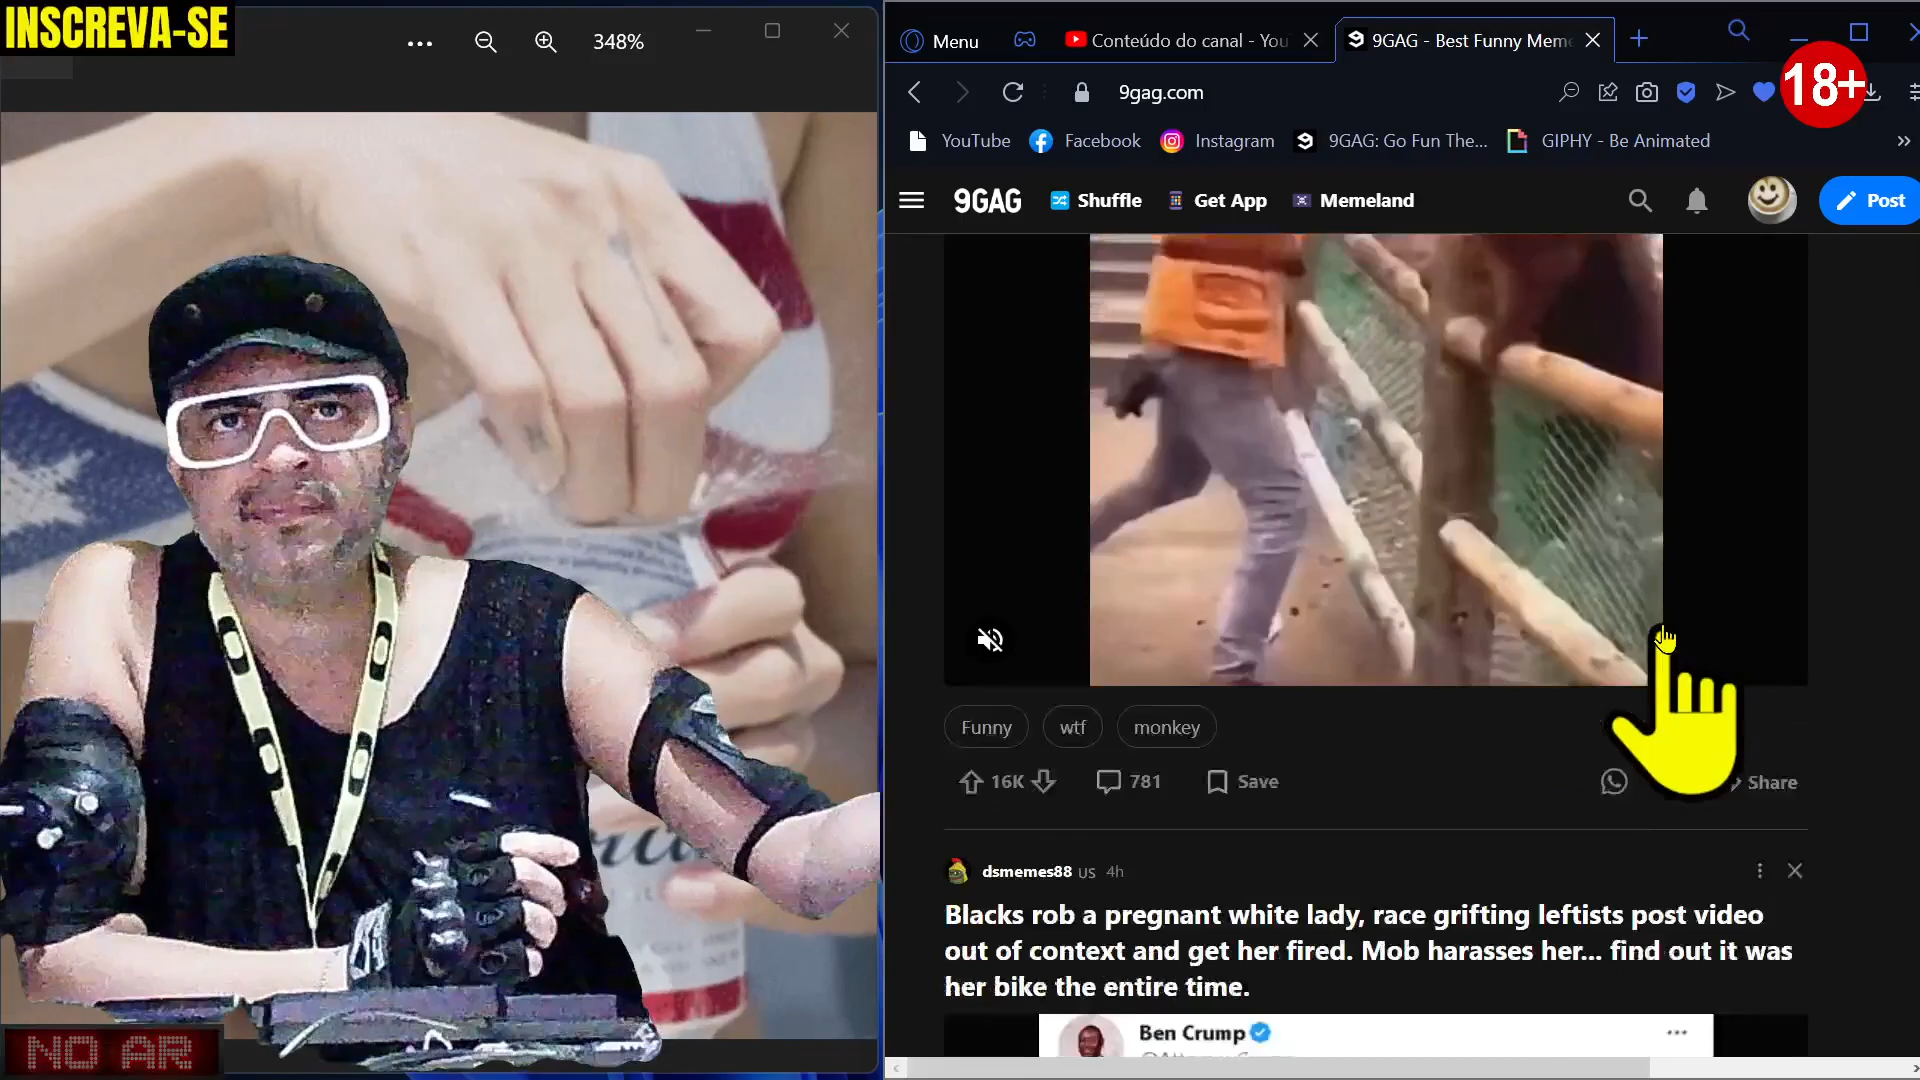 INSCREVA-SE
348%
NO AR
Menu
Conteúdo do canal - You
9GAG - Best Funny Meme
18+
9gag.com
YouTube
Facebook
Instagram
9GAG: Go Fun The...
GIPHY - Be Animated
9GAG
Shuffle
Get App
Memeland
Post
Funny
wtf
monkey
16K
781
Save
Share
dsmemes88 US 4h
Blacks rob a pregnant white lady, race grifting leftists post video
out of context and get her fired. Mob harasses her... find out it was
her bike the entire time.
Ben Crump